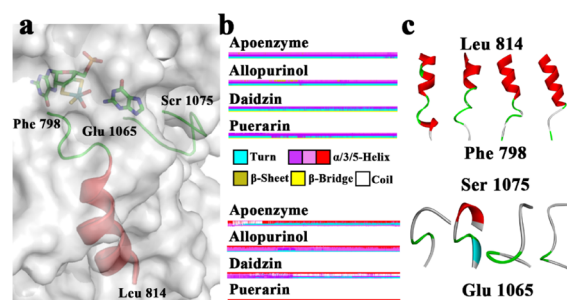 a
Phe 798
Glu 1065
Ser 1075
Leu 814
b
Apoenzyme
Allopurinol
Daidzin
Puerarin
Turn
α/3/5-Helix
β-Sheet
β-Bridge
Coil
Apoenzyme
Allopurinol
Daidzin
Puerarin
c
Leu 814
Phe 798
Ser 1075
Glu 1065